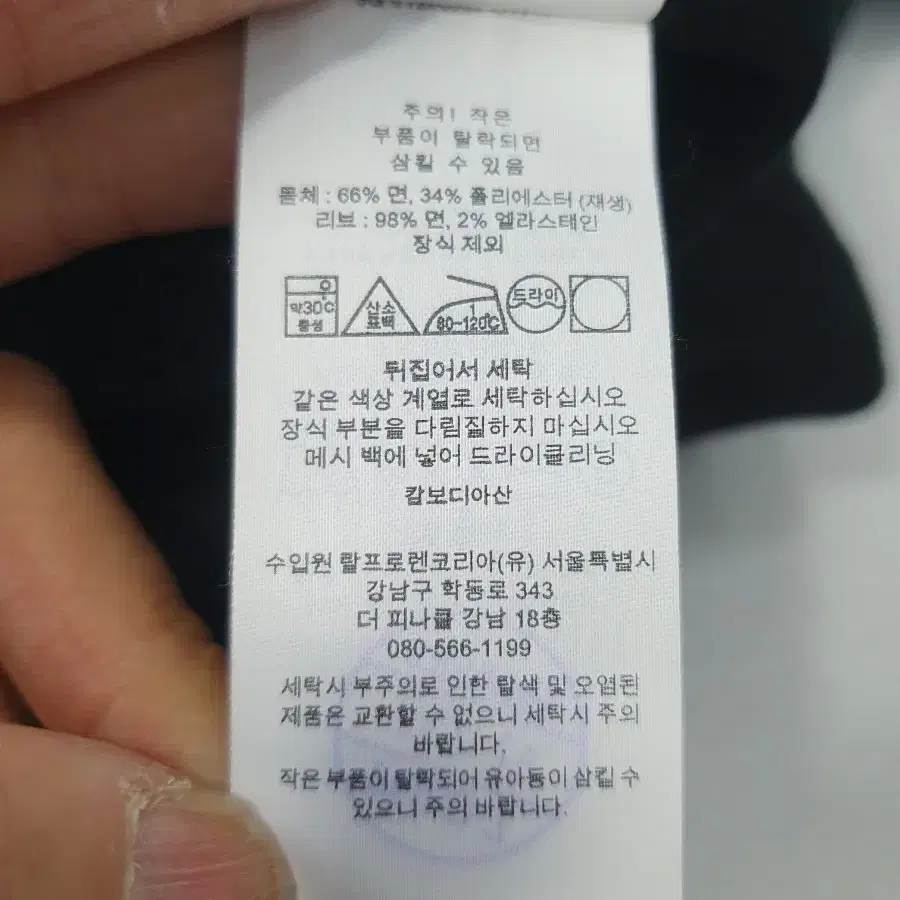 주의! 작은
부품이 탈락되면
삼킬 수 있음
몸체 : 66% 면, 34% 폴리에스터 (재생)
리브 : 98% 면, 2% 엘라스태인
장식 제외
약30℃
중성
산소
표백
1
80~120℃
드라이
뒤집어서 세탁
같은 색상 계열로 세탁하십시오
장식 부분을 다림질하지 마십시오
메시 백에 넣어 드라이클리닝
캄보디아산
수입원 랄프로렌코리아(유) 서울특별시
강남구 학동로 343
더 피나클 강남 18층
080-566-1199
세탁시 부주의로 인한 탈색 및 오염된
제품은 교환할 수 없으니 세탁시 주의
바랍니다.
작은 부품이 탈락되어 유아등이 삼킬 수
있으니 주의 바랍니다.